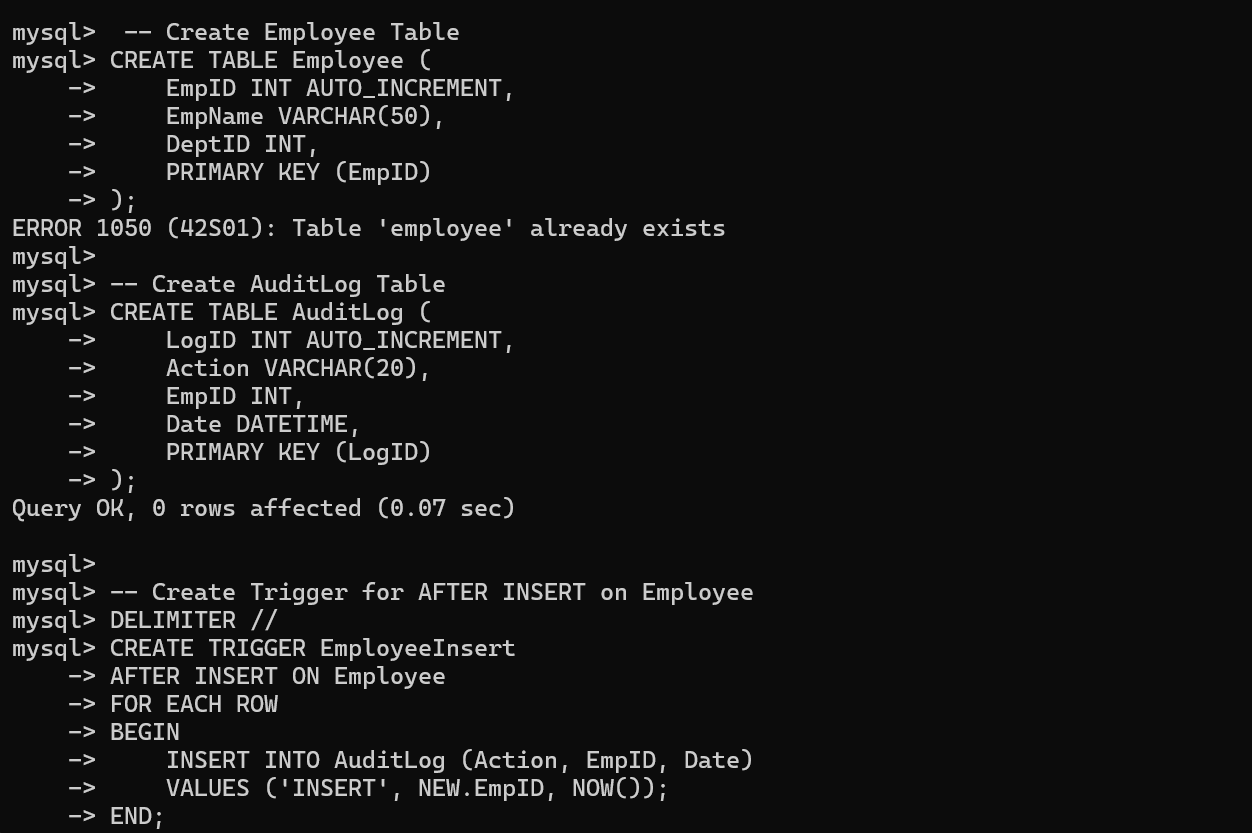 mysql>  -- Create Employee Table
mysql> CREATE TABLE Employee (
    ->     EmpID INT AUTO_INCREMENT,
    ->     EmpName VARCHAR(50),
    ->     DeptID INT,
    ->     PRIMARY KEY (EmpID)
    -> );
ERROR 1050 (42S01): Table 'employee' already exists
mysql>
mysql> -- Create AuditLog Table
mysql> CREATE TABLE AuditLog (
    ->     LogID INT AUTO_INCREMENT,
    ->     Action VARCHAR(20),
    ->     EmpID INT,
    ->     Date DATETIME,
    ->     PRIMARY KEY (LogID)
    -> );
Query OK, 0 rows affected (0.07 sec)

mysql>
mysql> -- Create Trigger for AFTER INSERT on Employee
mysql> DELIMITER //
mysql> CREATE TRIGGER EmployeeInsert
    -> AFTER INSERT ON Employee
    -> FOR EACH ROW
    -> BEGIN
    ->     INSERT INTO AuditLog (Action, EmpID, Date)
    ->     VALUES ('INSERT', NEW.EmpID, NOW());
    -> END;